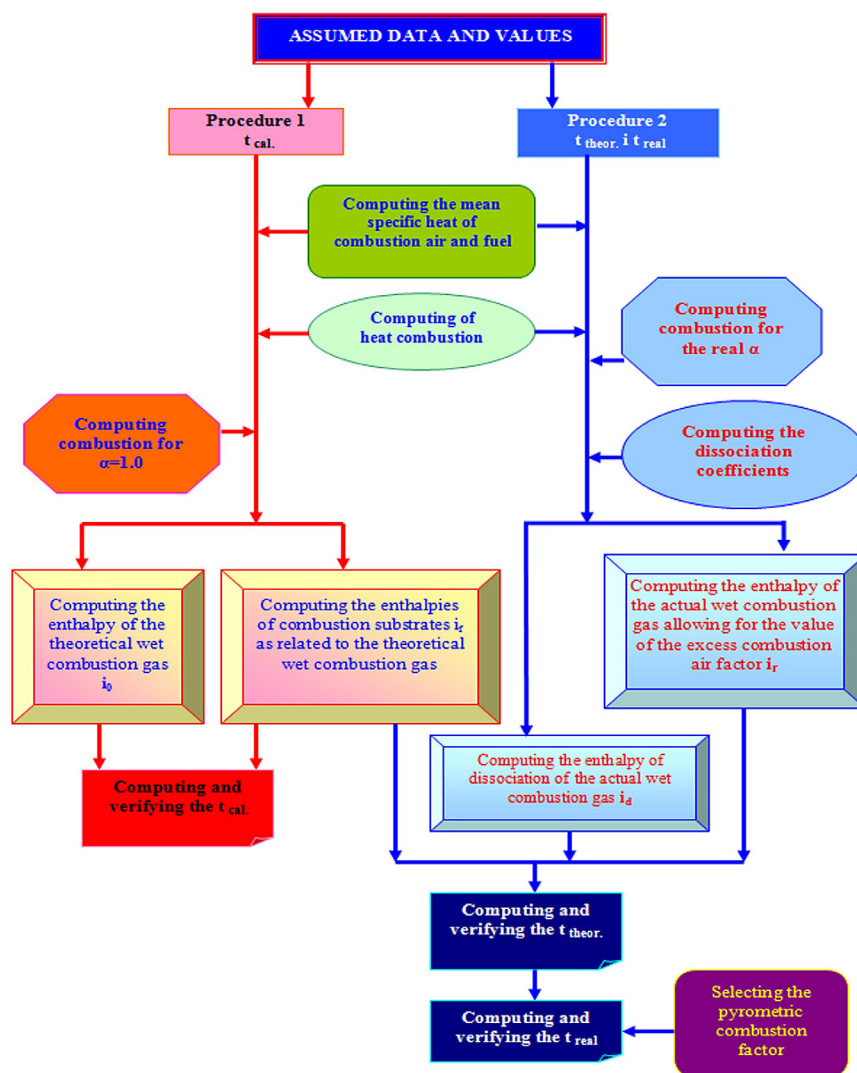 ASSUMED DATA AND VALUES
Procedure 1
t cal.
Procedure 2
t theor. i t real
Computing the mean
specific heat of
combustion air and fuel
Computing of
heat combustion
Computing
combustion for
the real α
Computing
combustion for
α=1.0
Computing the
dissociation
coefficients
Computing the
enthalpy of the
theoretical wet
combustion gas
i0
Computing the enthalpies
of combustion substrates ir
as related to the theoretical
wet combustion gas
Computing the enthalpy of
the actual wet combustion
gas allowing for the value
of the excess combustion
air factor ir
Computing the enthalpy of
dissociation of the actual wet
combustion gas id
Computing and
verifying the t cal.
Computing and
verifying the t theor.
Computing and
verifying the t real
Selecting the
pyrometric
combustion
factor